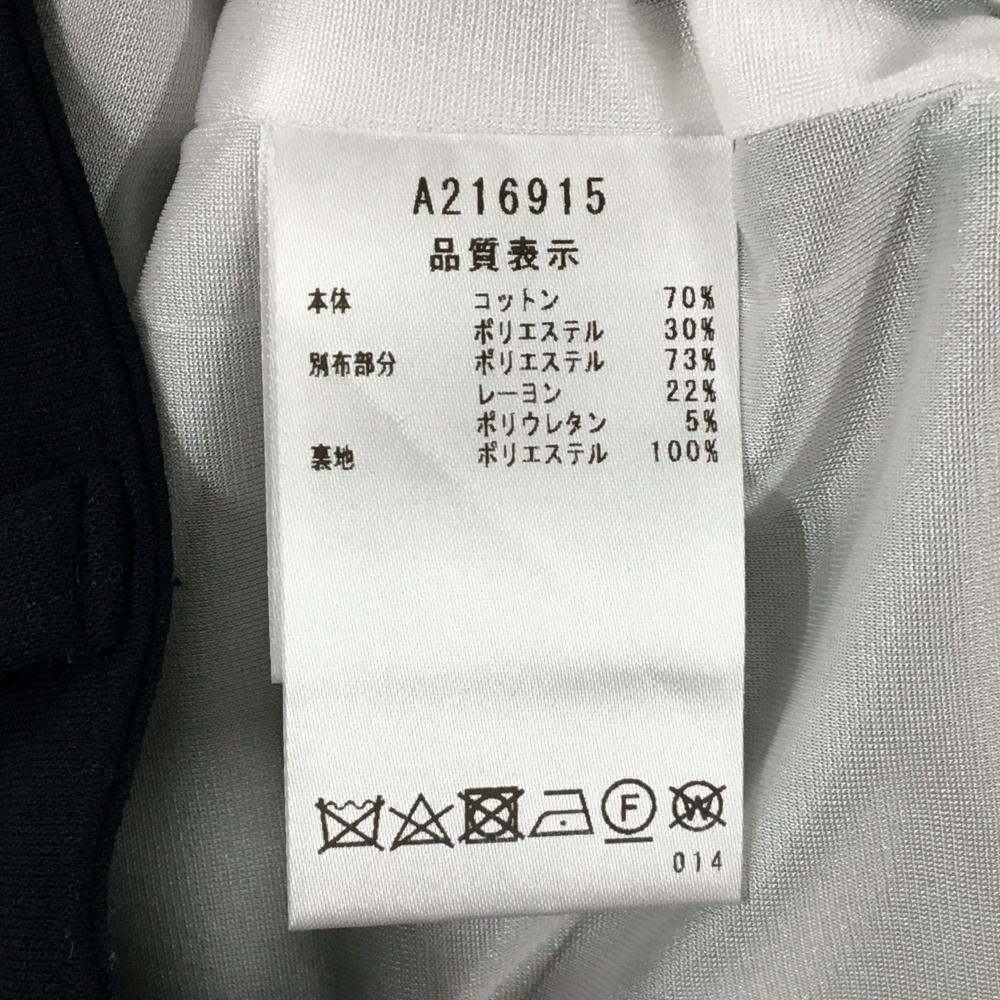 A216915
品質表示
本体 コットン 70%
ポリエステル 30%
別布部分 ポリエステル 73%
レーヨン 22%
ポリウレタン 5%
裏地 ポリエステル 100%
F W
014